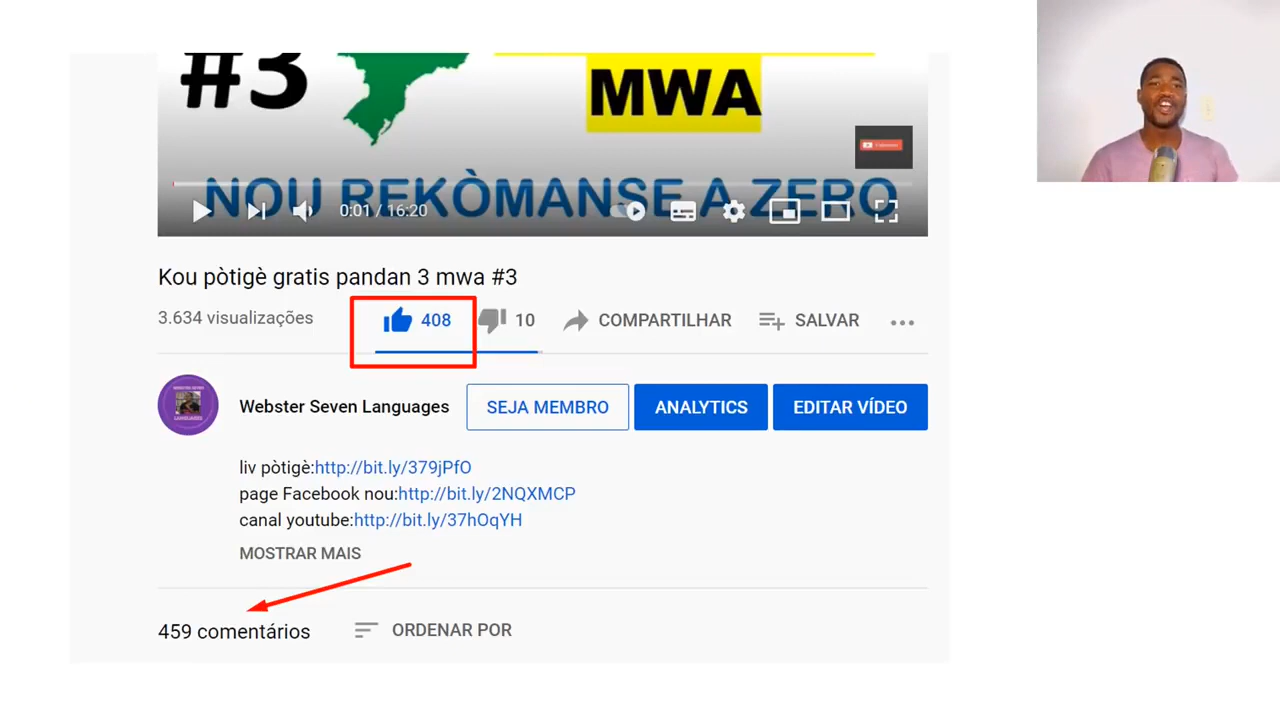 #3
MWA
NOU REKÒMANSE A ZERO
0:01 / 16:20
Kou pòtigè gratis pandan 3 mwa #3
3.634 visualizações
408
10
COMPARTILHAR
SALVAR
Webster Seven Languages
SEJA MEMBRO
ANALYTICS
EDITAR VÍDEO
liv pòtigè:http://bit.ly/379jPfO
page Facebook nou:http://bit.ly/2NQXMCP
canal youtube:http://bit.ly/37hOqYH
MOSTRAR MAIS
459 comentários
ORDENAR POR